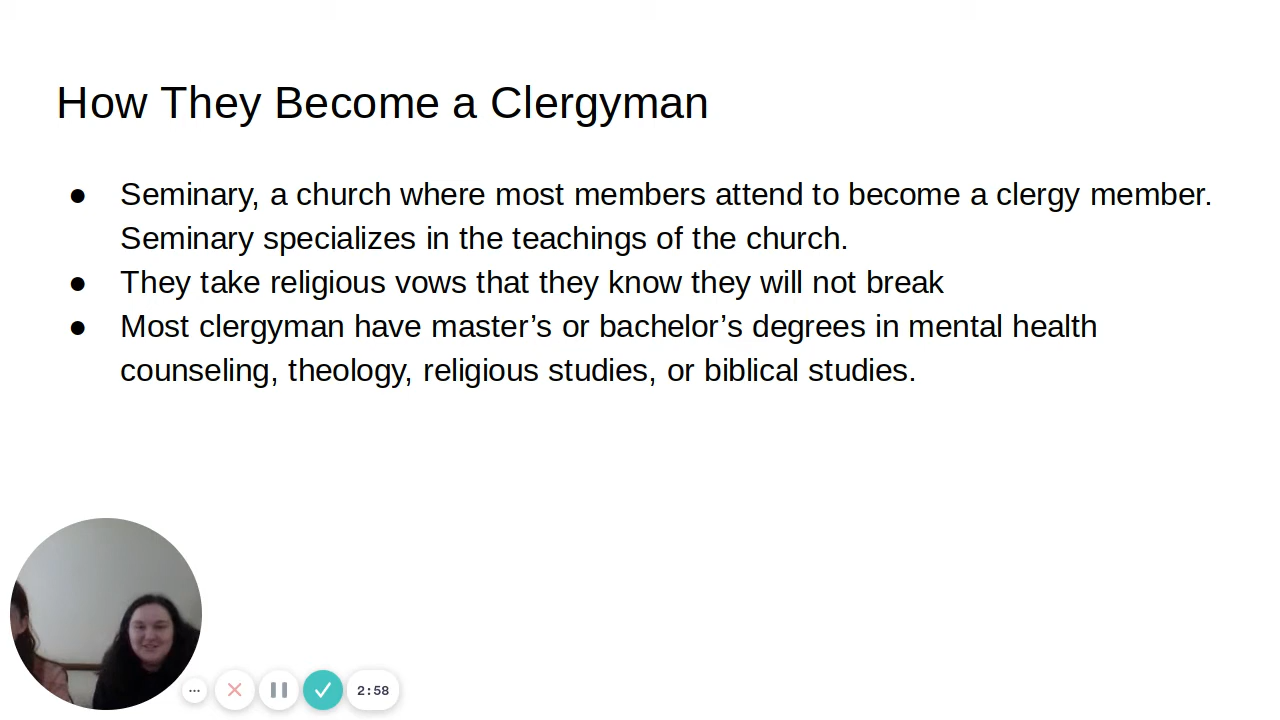 How They Become a Clergyman
● Seminary, a church where most members attend to become a clergy member.
Seminary specializes in the teachings of the church.
● They take religious vows that they know they will not break
● Most clergyman have master’s or bachelor’s degrees in mental health
counseling, theology, religious studies, or biblical studies.
2:58